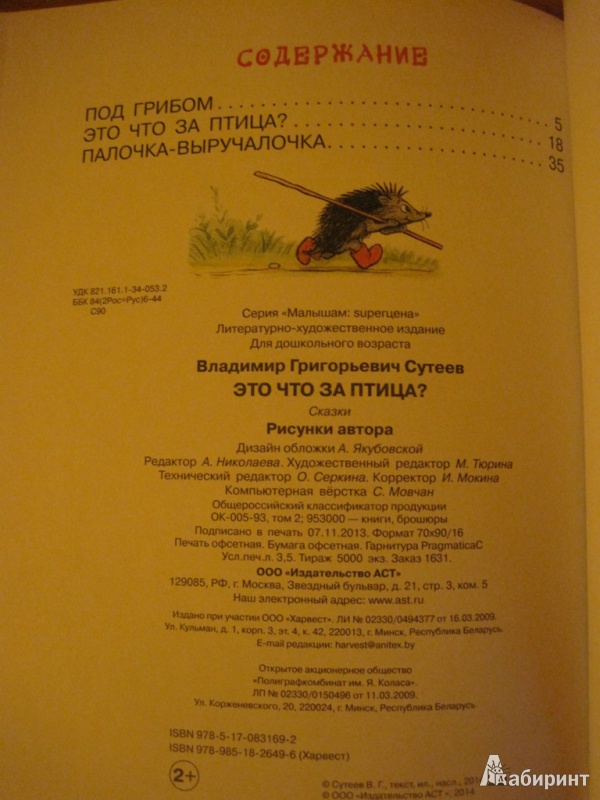 СОДЕРЖАНИЕ
ПОД ГРИБОМ . . . . . . . . . . . . . . . . . . . . . . . . . 5
ЭТО ЧТО ЗА ПТИЦА? . . . . . . . . . . . . . . . . . . 18
ПАЛОЧКА-ВЫРУЧАЛОЧКА . . . . . . . . . . . . . . . 35
УДК 821.161.1-34-053.2
ББК 84(2Рос=Рус)6-44
С90
Серия «Малышам: superцена»
Литературно-художественное издание
Для дошкольного возраста
Владимир Григорьевич Сутеев
ЭТО ЧТО ЗА ПТИЦА?
Сказки
Рисунки автора
Дизайн обложки А. Якубовской
Редактор А. Николаева. Художественный редактор М. Тюрина
Технический редактор О. Серкина. Корректор И. Мокина
Компьютерная вёрстка С. Мовчан
Общероссийский классификатор продукции
ОК-005-93, том 2; 953000 — книги, брошюры
Подписано в печать 07.11.2013. Формат 70x90/16
Печать офсетная. Бумага офсетная. Гарнитура PragmaticaC
Усл.печ.л. 3,5. Тираж 5000 экз. Заказ 1631.
ООО «Издательство АСТ»
129085, РФ, г. Москва, Звездный бульвар, д. 21, стр. 3, ком. 5
Наш электронный адрес: www.ast.ru
Издано при участии ООО «Харвест». ЛИ № 02330/0494377 от 16.03.2009.
Ул. Кульман, д. 1, корп. 3, эт. 4, к. 42, 220013, г. Минск, Республика Беларусь.
E-mail редакции: harvest@anitex.by
Открытое акционерное общество
«Полиграфкомбинат им. Я. Коласа».
ЛП № 02330/0150496 от 11.03.2009.
Ул. Корженевского, 20, 220024, г. Минск, Республика Беларусь
ISBN 978-5-17-083169-2
ISBN 978-985-18-2649-6 (Харвест)
2+
© Сутеев В. Г., текст, ил., насл.,
© ООО «Издательство АСТ», 2014
Лабиринт